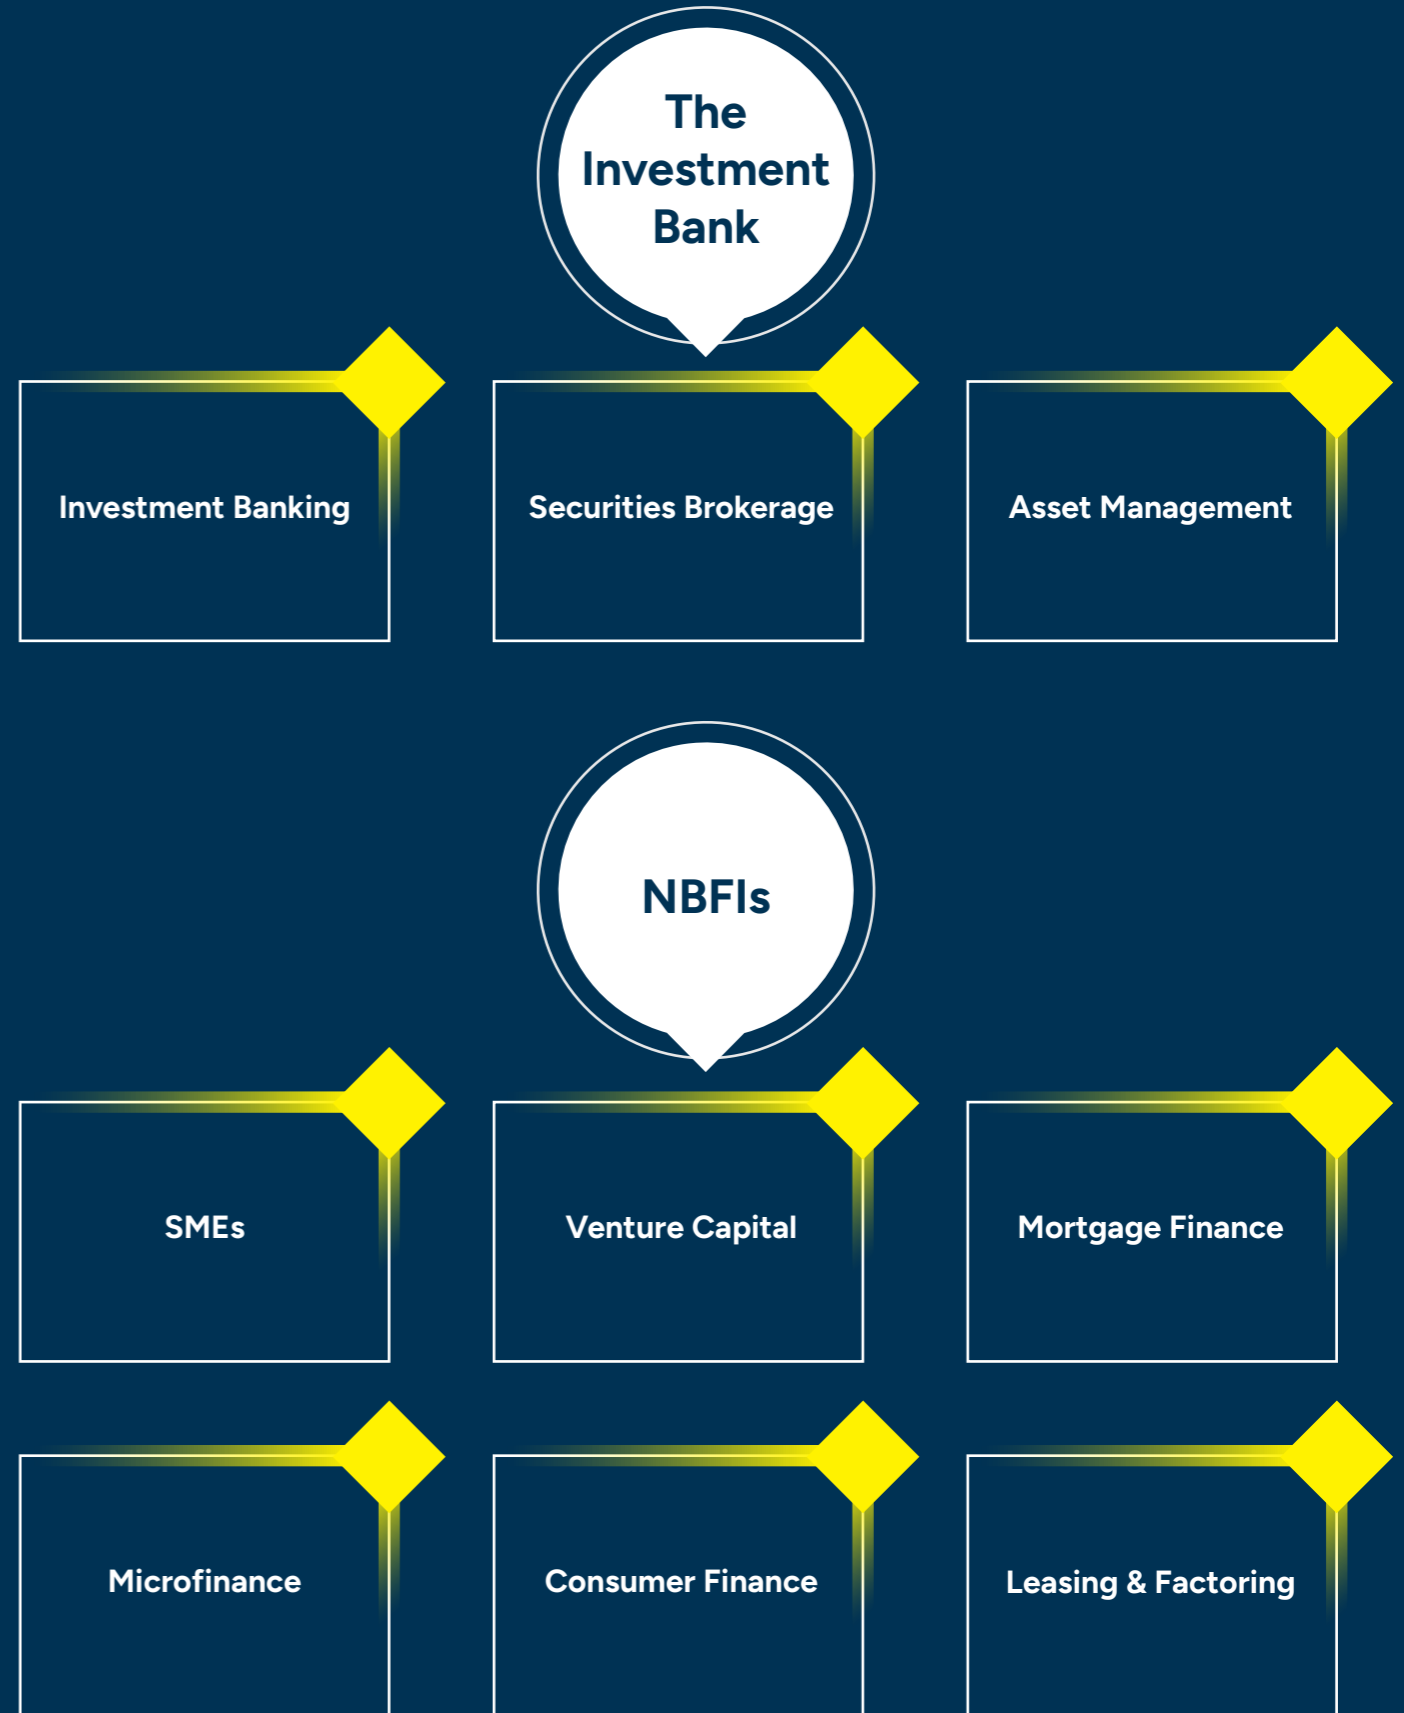 The
Investment
Bank
Investment Banking
Securities Brokerage
Asset Management
NBFIs
SMEs
Venture Capital
Mortgage Finance
Microfinance
Consumer Finance
Leasing & Factoring